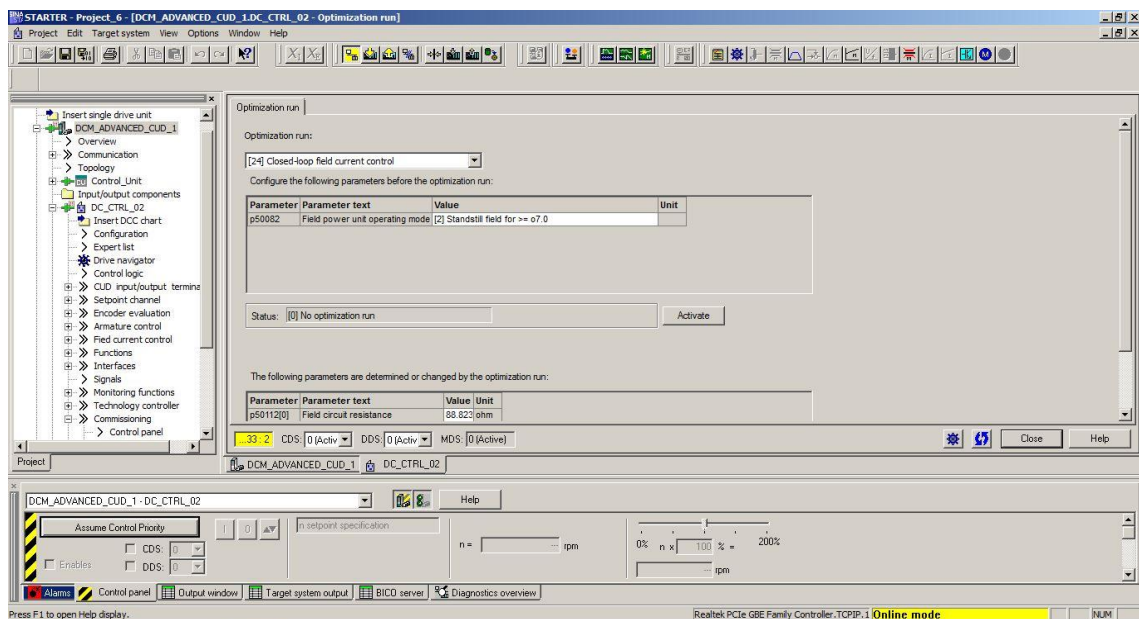 STARTER - Project_6 - [DCM_ADVANCED_CUD_1.DC_CTRL_02 - Optimization run]
Project Edit Target system View Options Window Help
Insert single drive unit
DCM_ADVANCED_CUD_1
Overview
Communication
Topology
Control_Unit
Input/output components
DC_CTRL_02
Insert DCC chart
Configuration
Expert list
Drive navigator
Control logic
CUD input/output termina
Setpoint channel
Encoder evaluation
Armature control
Fied current control
Functions
Interfaces
Signals
Monitoring functions
Technology controller
Commissioning
Control panel
Project
Optimization run
Optimization run:
[24] Closed-loop field current control
Configure the following parameters before the optimization run:
Parameter Parameter text Value Unit
p50082 Field power unit operating mode [2] Standstill field for >= o7.0
Status: [0] No optimization run Activate
The following parameters are determined or changed by the optimization run:
Parameter Parameter text Value Unit
p50112[0] Field circuit resistance 88.823 ohm
...33 : 2 CDS: 0 (Activ DDS: 0 (Activ MDS: 0 (Active) Close Help
DCM_ADVANCED_CUD_1 DC_CTRL_02
DCM_ADVANCED_CUD_1 - DC_CTRL_02 Help
Assume Control Priority I 0 n setpoint specification
CDS: 0
Enables DDS: 0
n = --- rpm
0% n x 100 % = 200%
--- rpm
Alarms Control panel Output window Target system output BICO server Diagnostics overview
Press F1 to open Help display. Realtek PCIe GBE Family Controller.TCPIP.1 Online mode NUM